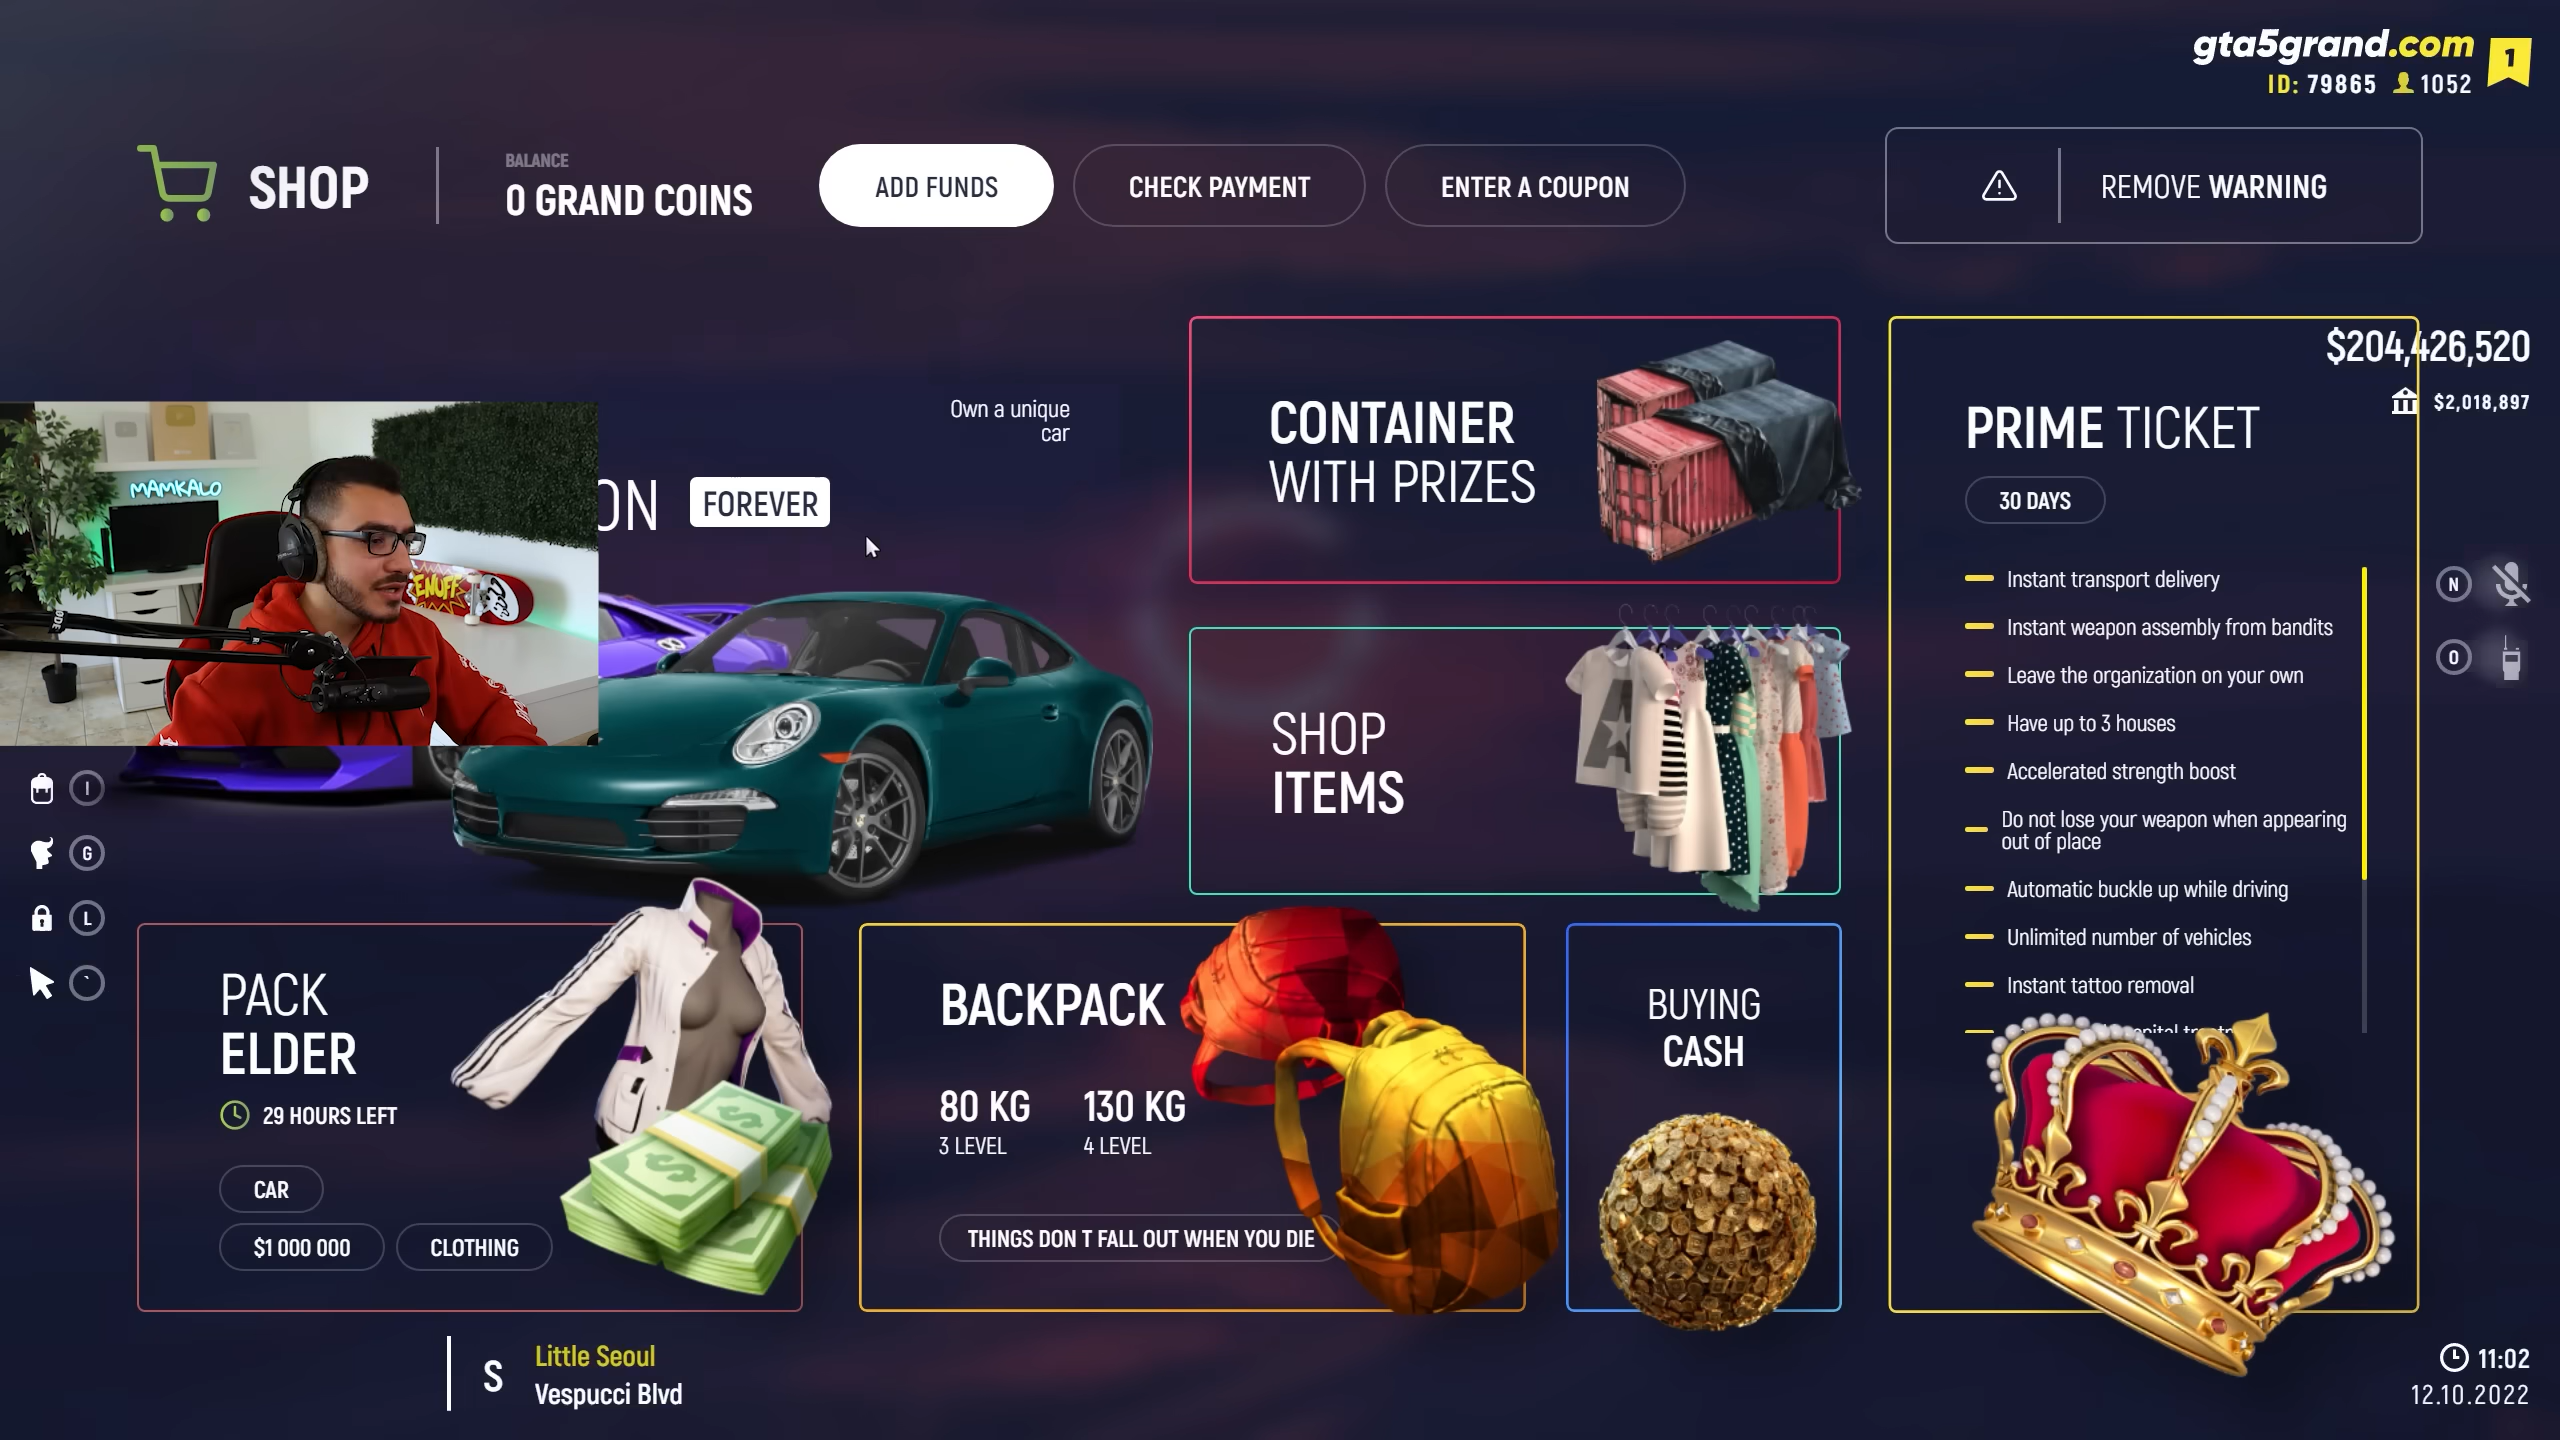 gta5grand.com
1
ID: 79865 1052
SHOP
BALANCE
0 GRAND COINS
ADD FUNDS
CHECK PAYMENT
ENTER A COUPON
REMOVE WARNING
$204,426,520
$2,018,897
Own a unique
car
ON
FOREVER
MAMKALO
ENUFF
CONTAINER
WITH PRIZES
SHOP
ITEMS
PRIME TICKET
30 DAYS
Instant transport delivery
Instant weapon assembly from bandits
Leave the organization on your own
Have up to 3 houses
Accelerated strength boost
Do not lose your weapon when appearing
out of place
Automatic buckle up while driving
Unlimited number of vehicles
Instant tattoo removal
N
O
I
G
L
`
PACK
ELDER
29 HOURS LEFT
CAR
$1 000 000
CLOTHING
BACKPACK
80 KG
3 LEVEL
130 KG
4 LEVEL
THINGS DON T FALL OUT WHEN YOU DIE
BUYING
CASH
S
Little Seoul
Vespucci Blvd
11:02
12.10.2022